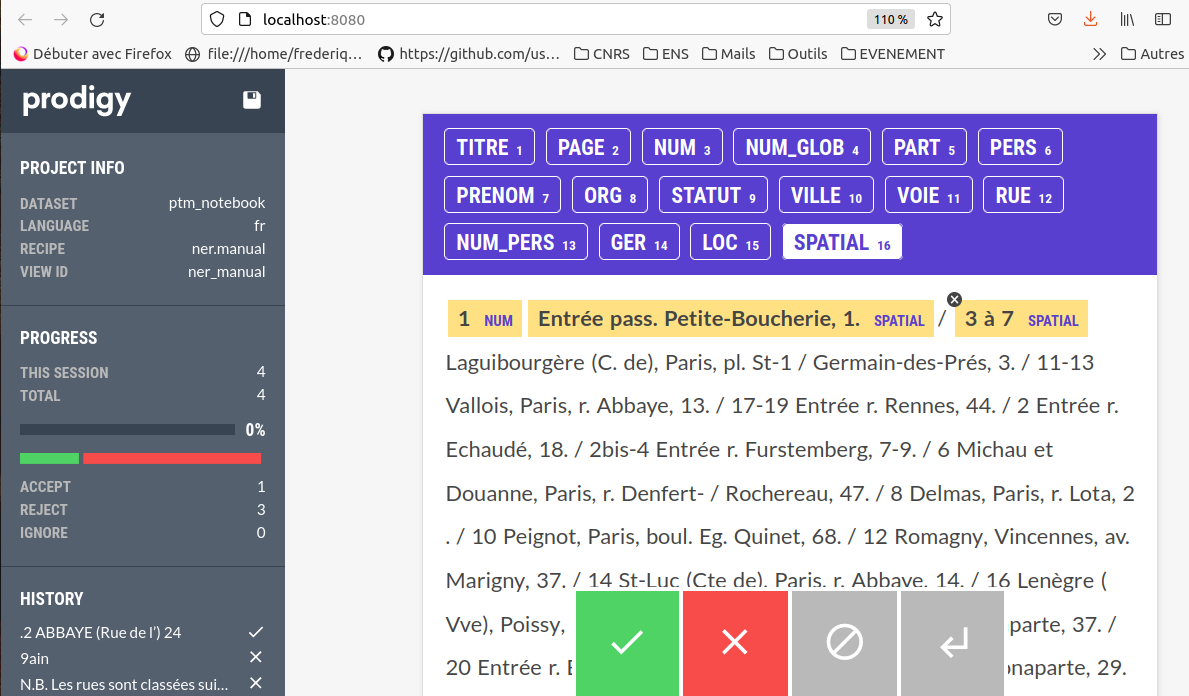 localhost:8080 110 %
Débuter avec Firefox file:///home/frederiq… https://github.com/us… CNRS ENS Mails Outils EVENEMENT Autres
prodigy
PROJECT INFO
DATASET ptm_notebook
LANGUAGE fr
RECIPE ner.manual
VIEW ID ner_manual
PROGRESS
THIS SESSION 4
TOTAL 4
0%
ACCEPT 1
REJECT 3
IGNORE 0
HISTORY
.2 ABBAYE (Rue de l') 24
9ain
N.B. Les rues sont classées sui…
TITRE 1 PAGE 2 NUM 3 NUM_GLOB 4 PART 5 PERS 6
PRENOM 7 ORG 8 STATUT 9 VILLE 10 VOIE 11 RUE 12
NUM_PERS 13 GER 14 LOC 15 SPATIAL 16
1 NUM Entrée pass. Petite-Boucherie, 1. SPATIAL / 3 à 7 SPATIAL
Laguibourgère (C. de), Paris, pl. St-1 / Germain-des-Prés, 3. / 11-13
Vallois, Paris, r. Abbaye, 13. / 17-19 Entrée r. Rennes, 44. / 2 Entrée r.
Echaudé, 18. / 2bis-4 Entrée r. Furstemberg, 7-9. / 6 Michau et
Douanne, Paris, r. Denfert- / Rochereau, 47. / 8 Delmas, Paris, r. Lota, 2
. / 10 Peignot, Paris, boul. Eg. Quinet, 68. / 12 Romagny, Vincennes, av.
Marigny, 37. / 14 St-Luc (Cte de), Paris, r. Abbaye, 14. / 16 Lenègre (
Vve), Poissy, parte, 37. /
20 Entrée r. naparte, 29.